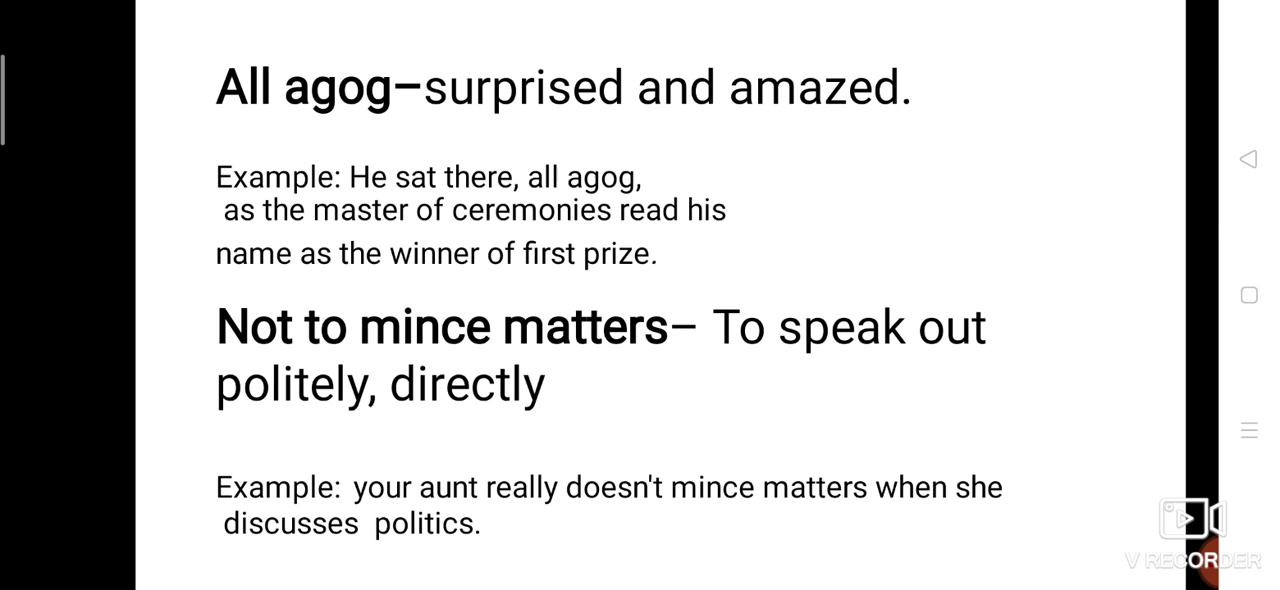 All agog–surprised and amazed.
Example: He sat there, all agog,
as the master of ceremonies read his
name as the winner of first prize.
Not to mince matters– To speak out
politely, directly
Example: your aunt really doesn't mince matters when she
discusses politics.
V RECORDER